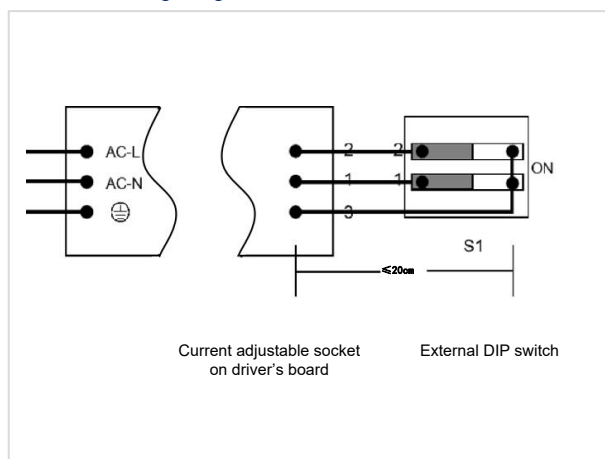 AC-L
AC-N
2 2
1 1
3
ON
S1
≤20cm
Current adjustable socket
on driver's board
External DIP switch